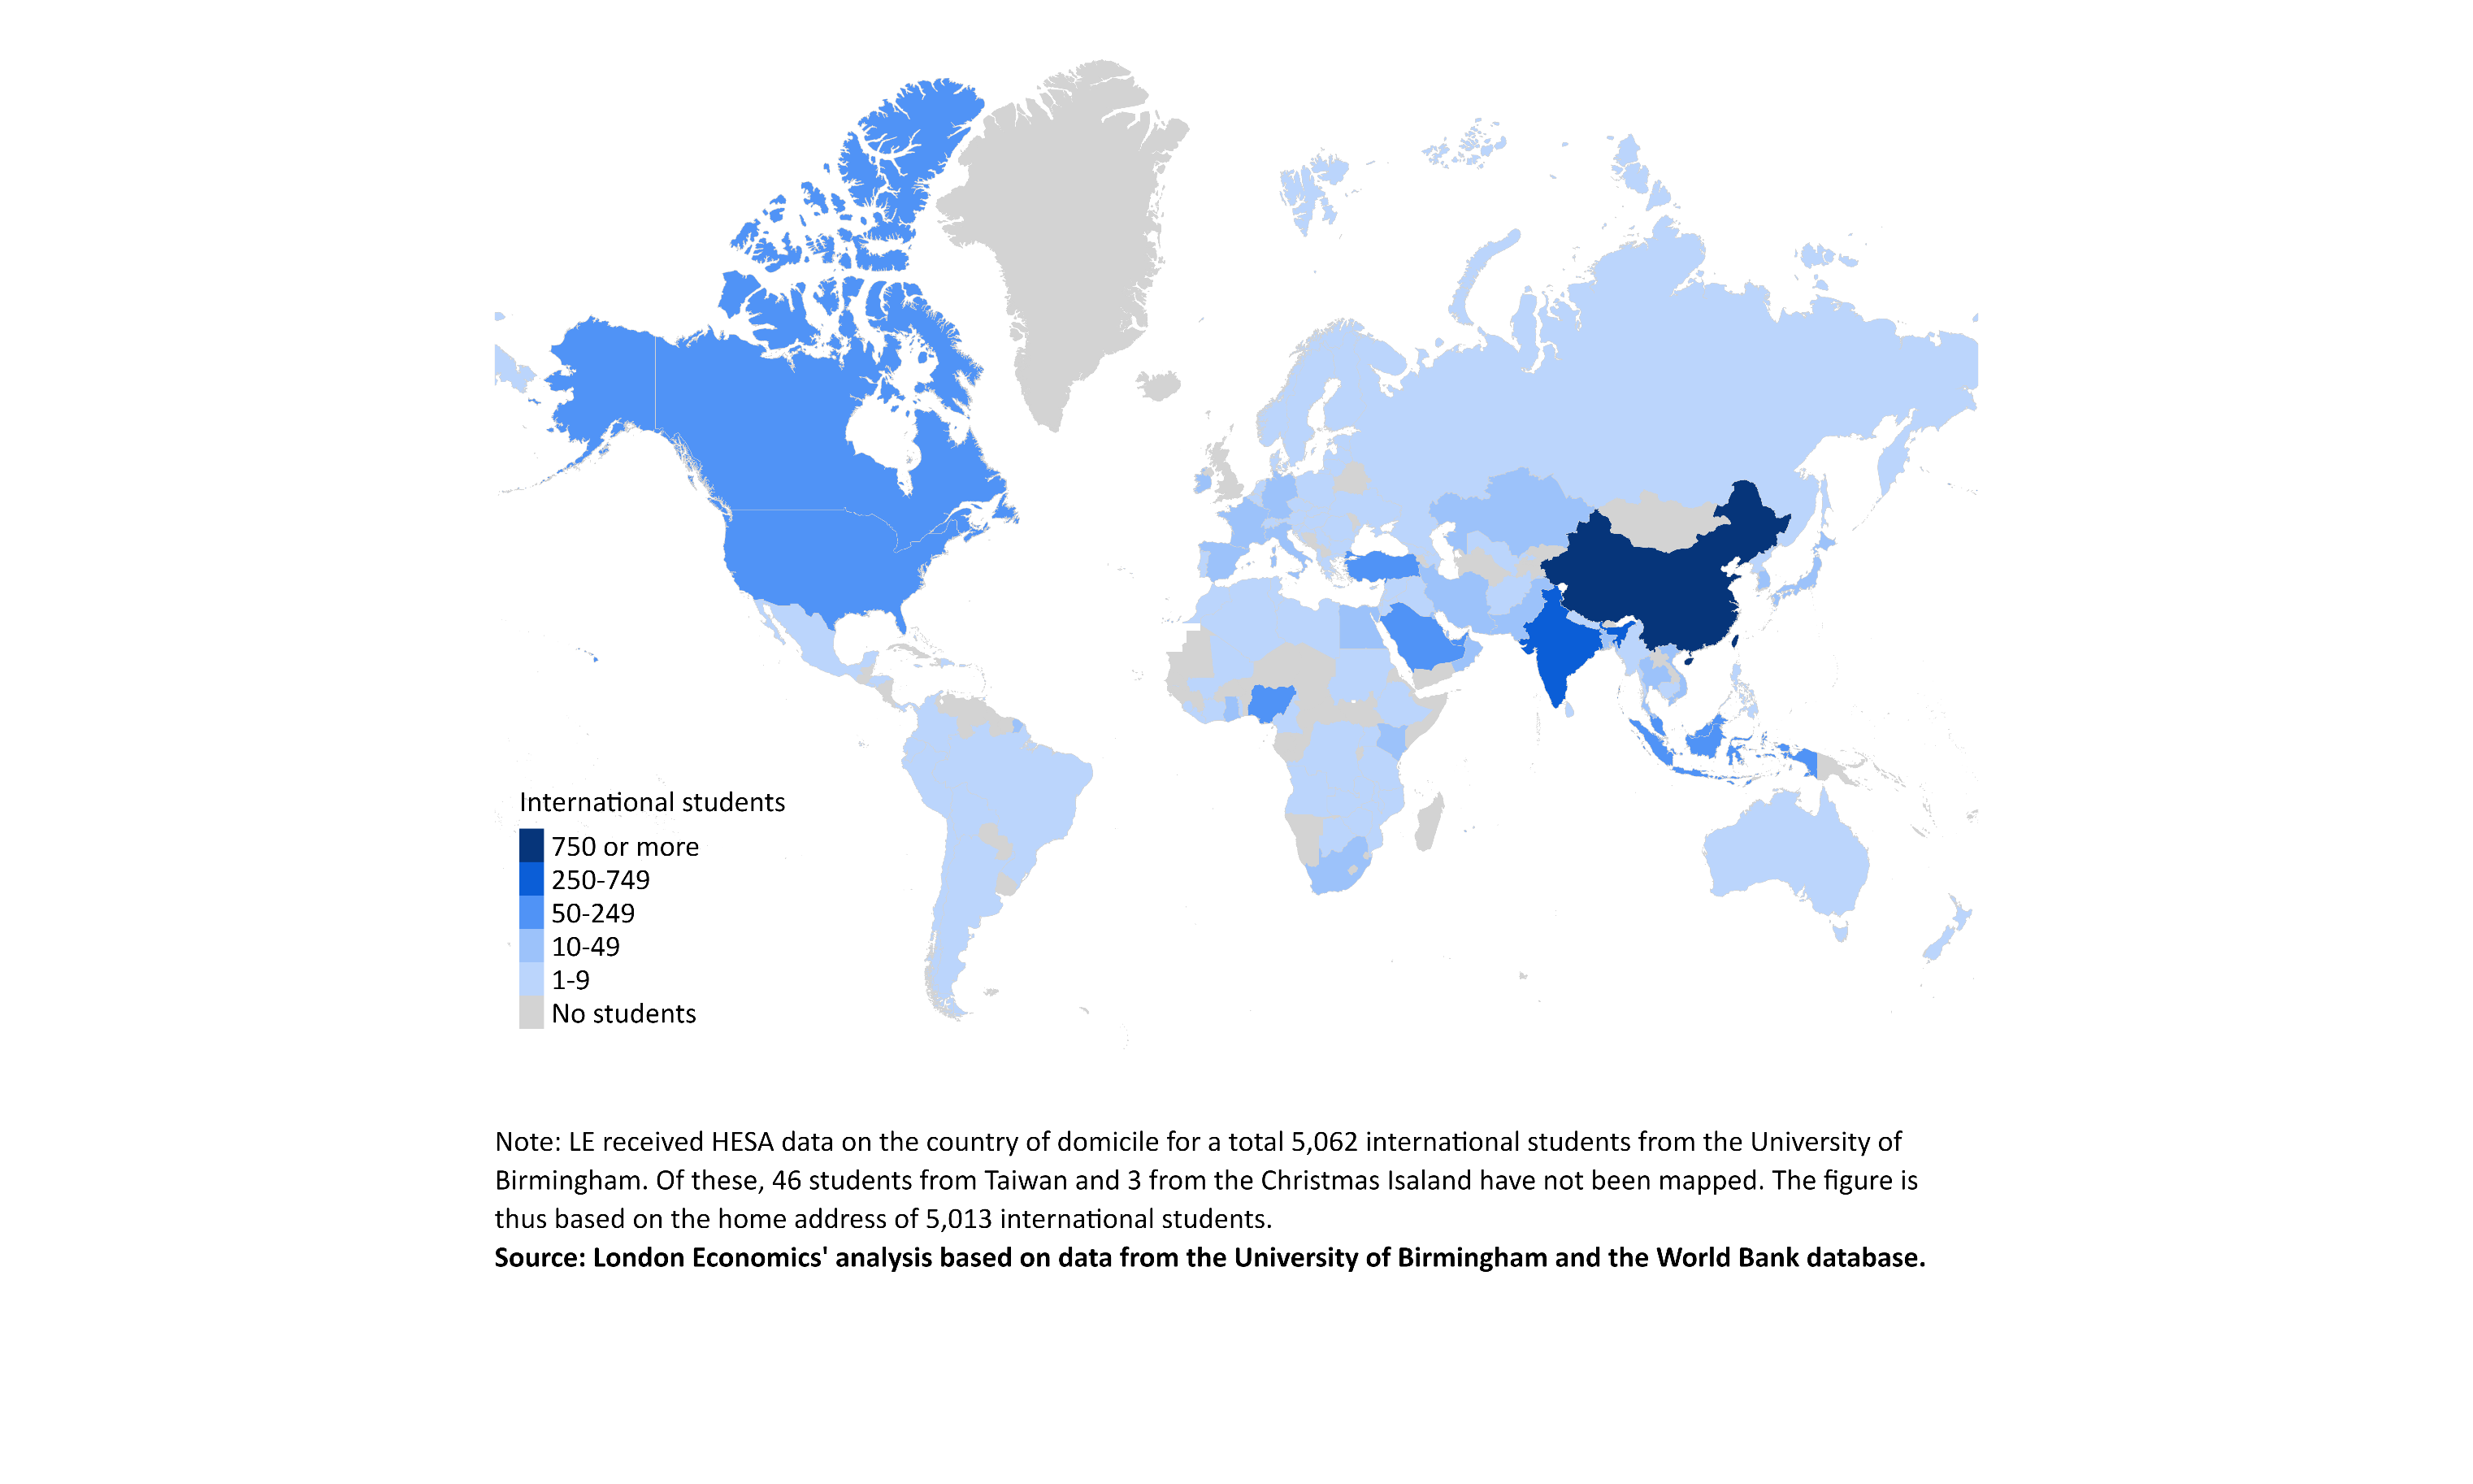 International students
750 or more
250-749
50-249
10-49
1-9
No students
Note: LE received HESA data on the country of domicile for a total 5,062 international students from the University of
Birmingham. Of these, 46 students from Taiwan and 3 from the Christmas Isaland have not been mapped. The figure is
thus based on the home address of 5,013 international students.
Source: London Economics' analysis based on data from the University of Birmingham and the World Bank database.